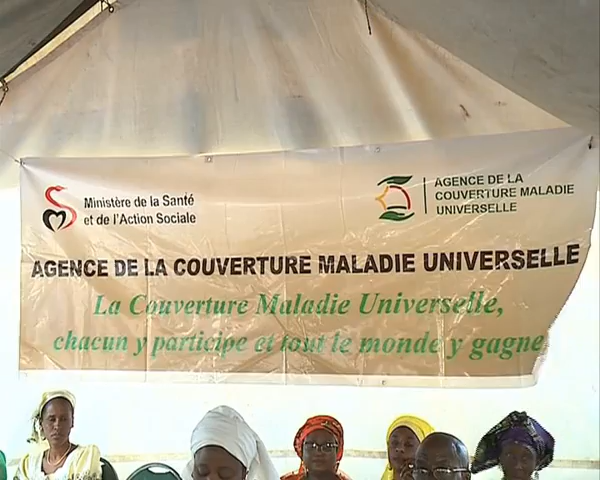 Ministère de la Santé
et de l'Action Sociale
AGENCE DE LA
COUVERTURE MALADIE
UNIVERSELLE
AGENCE DE LA COUVERTURE MALADIE UNIVERSELLE
La Couverture Maladie Universelle,
chacun y participe et tout le monde y gagne